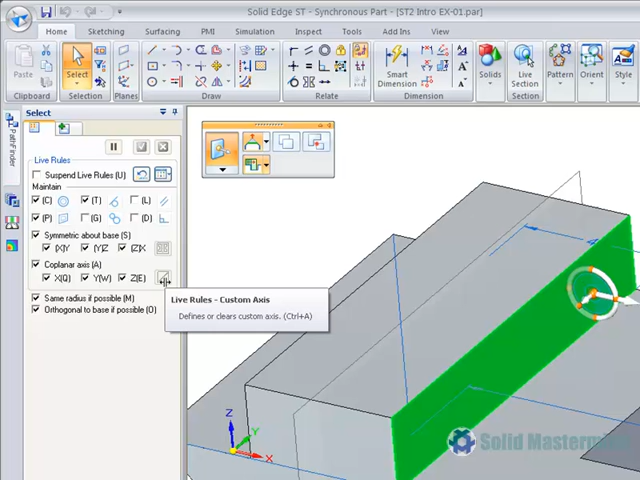 Solid Edge ST - Synchronous Part - [ST2 Intro EX-01.par]
Home Sketching Surfacing PMI Simulation Inspect Tools Add Ins View
Paste Select Smart Dimension Solids Live Section Pattern Orient Style
Clipboard Selection Planes Draw Relate Dimension Section
Select
PathFinder
Live Rules
Suspend Live Rules (U)
Maintain
(C) (T) (L)
(P) (G) (D)
Symmetric about base (S)
(X)Y (Y)Z (Z)X
Coplanar axis (A)
X(Q) Y(W) Z(E)
Same radius if possible (M)
Orthogonal to base if possible (O)
Live Rules - Custom Axis
Defines or clears custom axis. (Ctrl+A)
Z
Y
X
Solid Mastermin